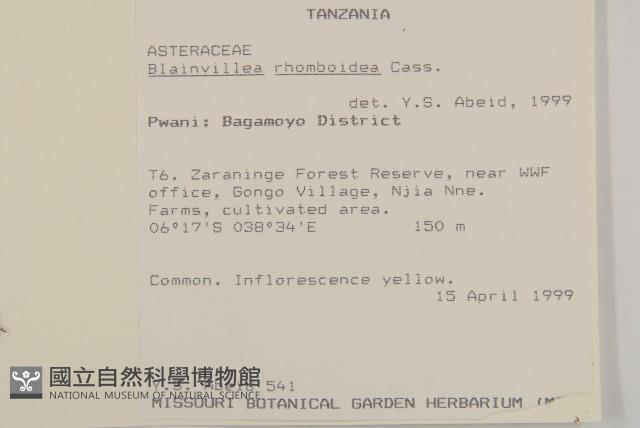 TANZANIA
ASTERACEAE
Blainvillea rhomboidea Cass.
det. Y.S. Abeid, 1999
Pwani: Bagamoyo District
T6. Zaraninge Forest Reserve, near WWF
office, Gongo Village, Njia Nne.
Farms, cultivated area.
06°17'S 038°34'E 150 m
Common. Inflorescence yellow.
15 April 1999
國立自然科學博物館
NATIONAL MUSEUM OF NATURAL SCIENCE
Y.S. Abeid 541
MISSOURI BOTANICAL GARDEN HERBARIUM